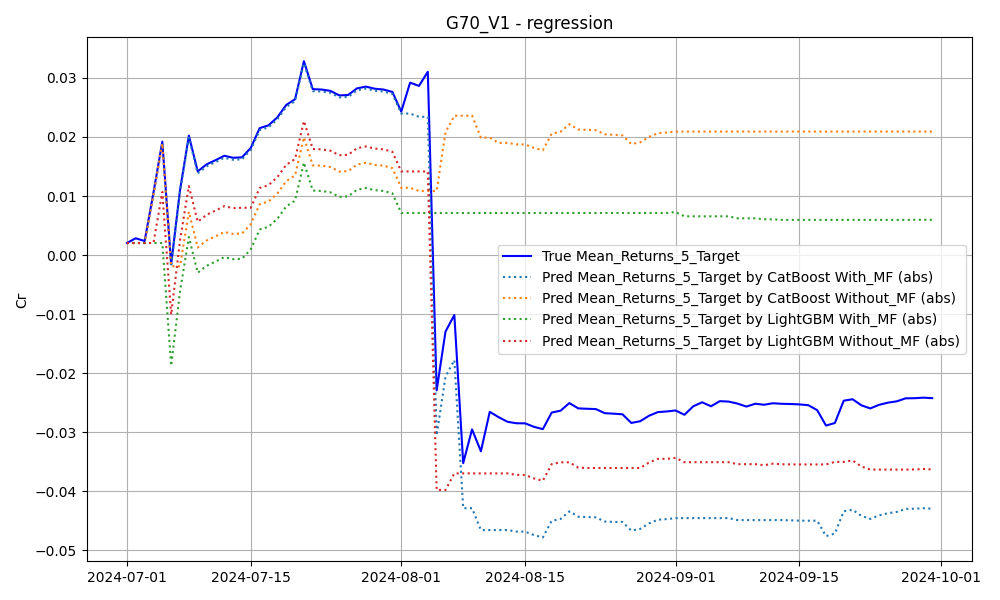 G70_V1 - regression
Cr
0.03
0.02
0.01
0.00
−0.01
−0.02
−0.03
−0.04
−0.05
True Mean_Returns_5_Target
Pred Mean_Returns_5_Target by CatBoost With_MF (abs)
Pred Mean_Returns_5_Target by CatBoost Without_MF (abs)
Pred Mean_Returns_5_Target by LightGBM With_MF (abs)
Pred Mean_Returns_5_Target by LightGBM Without_MF (abs)
2024-07-01 2024-07-15 2024-08-01 2024-08-15 2024-09-01 2024-09-15 2024-10-01